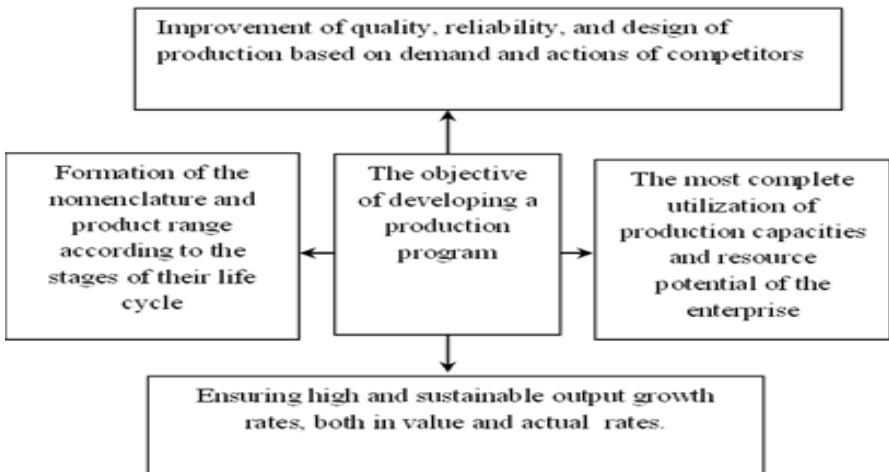 Improvement of quality, reliability, and design of
production based on demand and actions of competitors
Formation of the
nomenclature and
product range
according to the
stages of their life
cycle
The objective
of developing a
production
program
The most complete
utilization of
production capacities
and resource
potential of the
enterprise
Ensuring high and sustainable output growth
rates, both in value and actual rates.